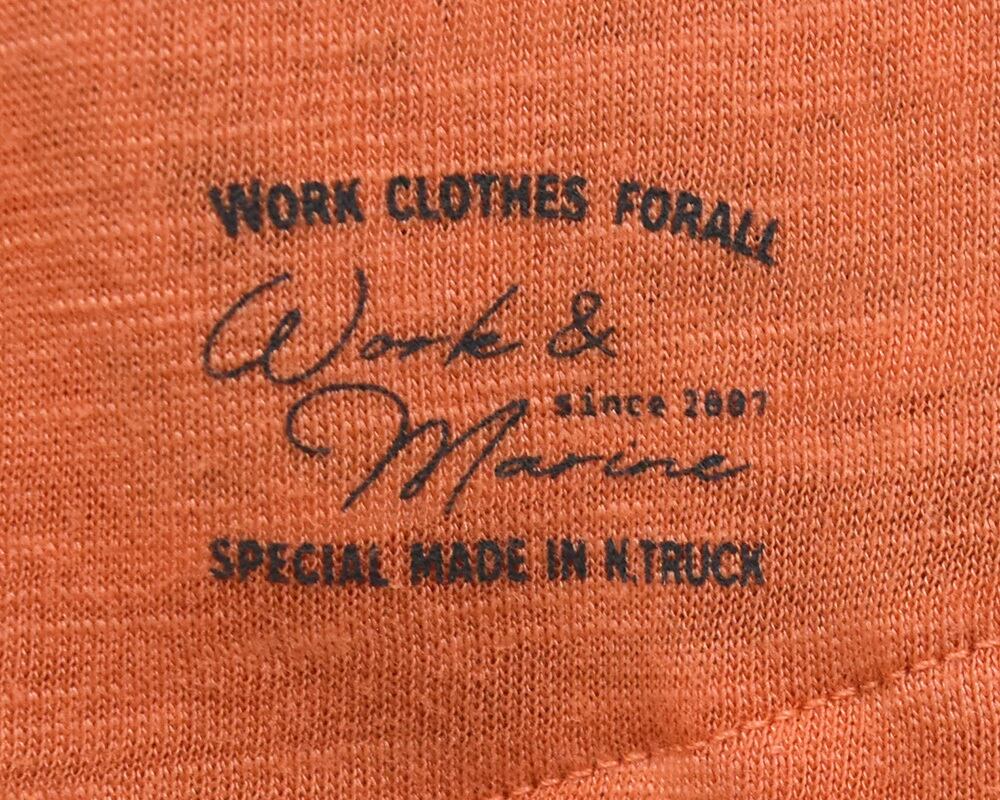 WORK CLOTHES FORALL
Work &
since 2007
Marine
SPECIAL MADE IN N.TRUCK